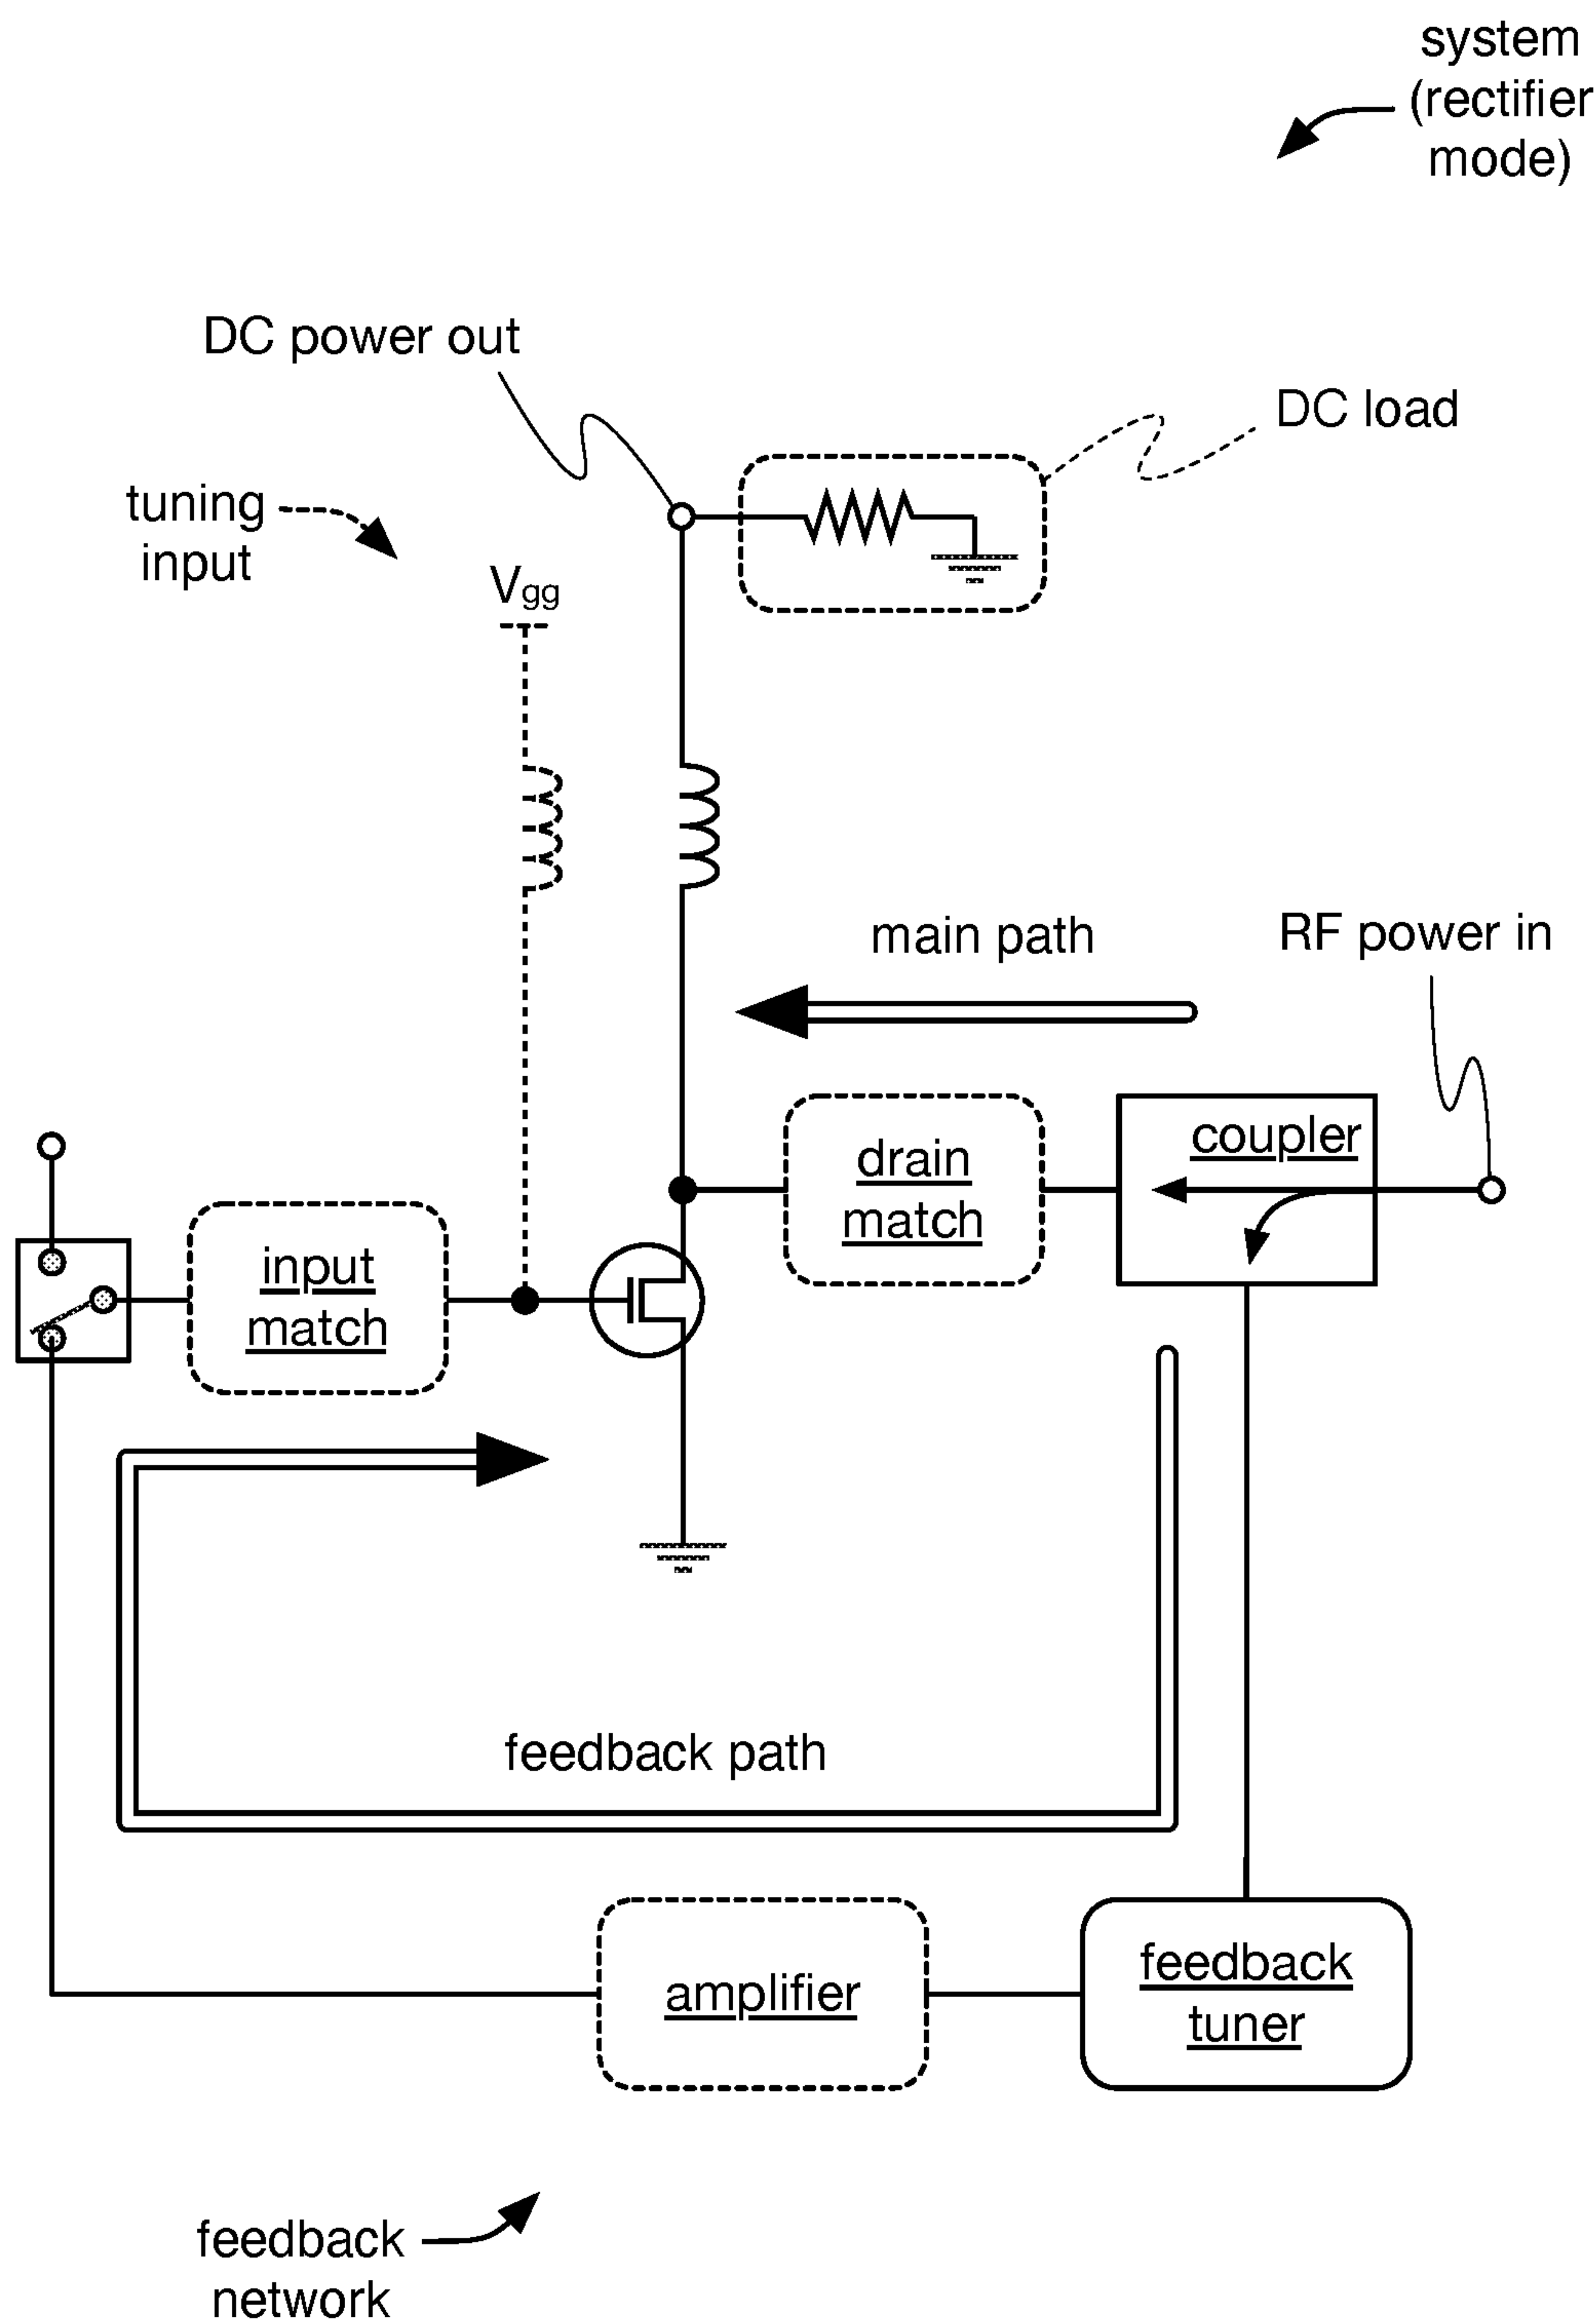 system
(rectifier
mode)
DC power out
DC load
tuning
input
Vgg
main path
RF power in
coupler
drain
match
input
match
feedback path
amplifier
feedback
tuner
feedback
network